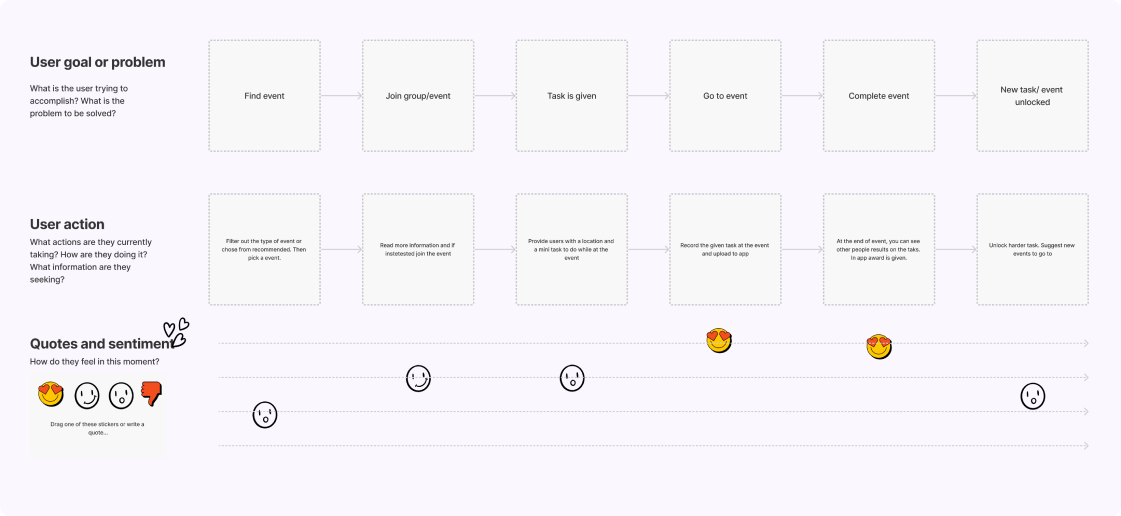 User goal or problem
What is the user trying to
accomplish? What is the
problem to be solved?
Find event
Join group/event
Task is given
Go to event
Complete event
New task/ event
unlocked
User action
What actions are they currently
taking? How are they doing it?
What information are they
seeking?
Filter out the type of event or
chose from recommended. Then
pick a event.
Read more information and if
instetested join the event
Provide users with a location and
a mini task to do while at the
event
Record the given task at the event
and upload to app
At the end of event, you can see
other people results on the taks.
In app award is given.
Unlock harder task. Suggest new
events to go to
Quotes and sentiment
How do they feel in this moment?
Drag one of these stickers or write a
quote...